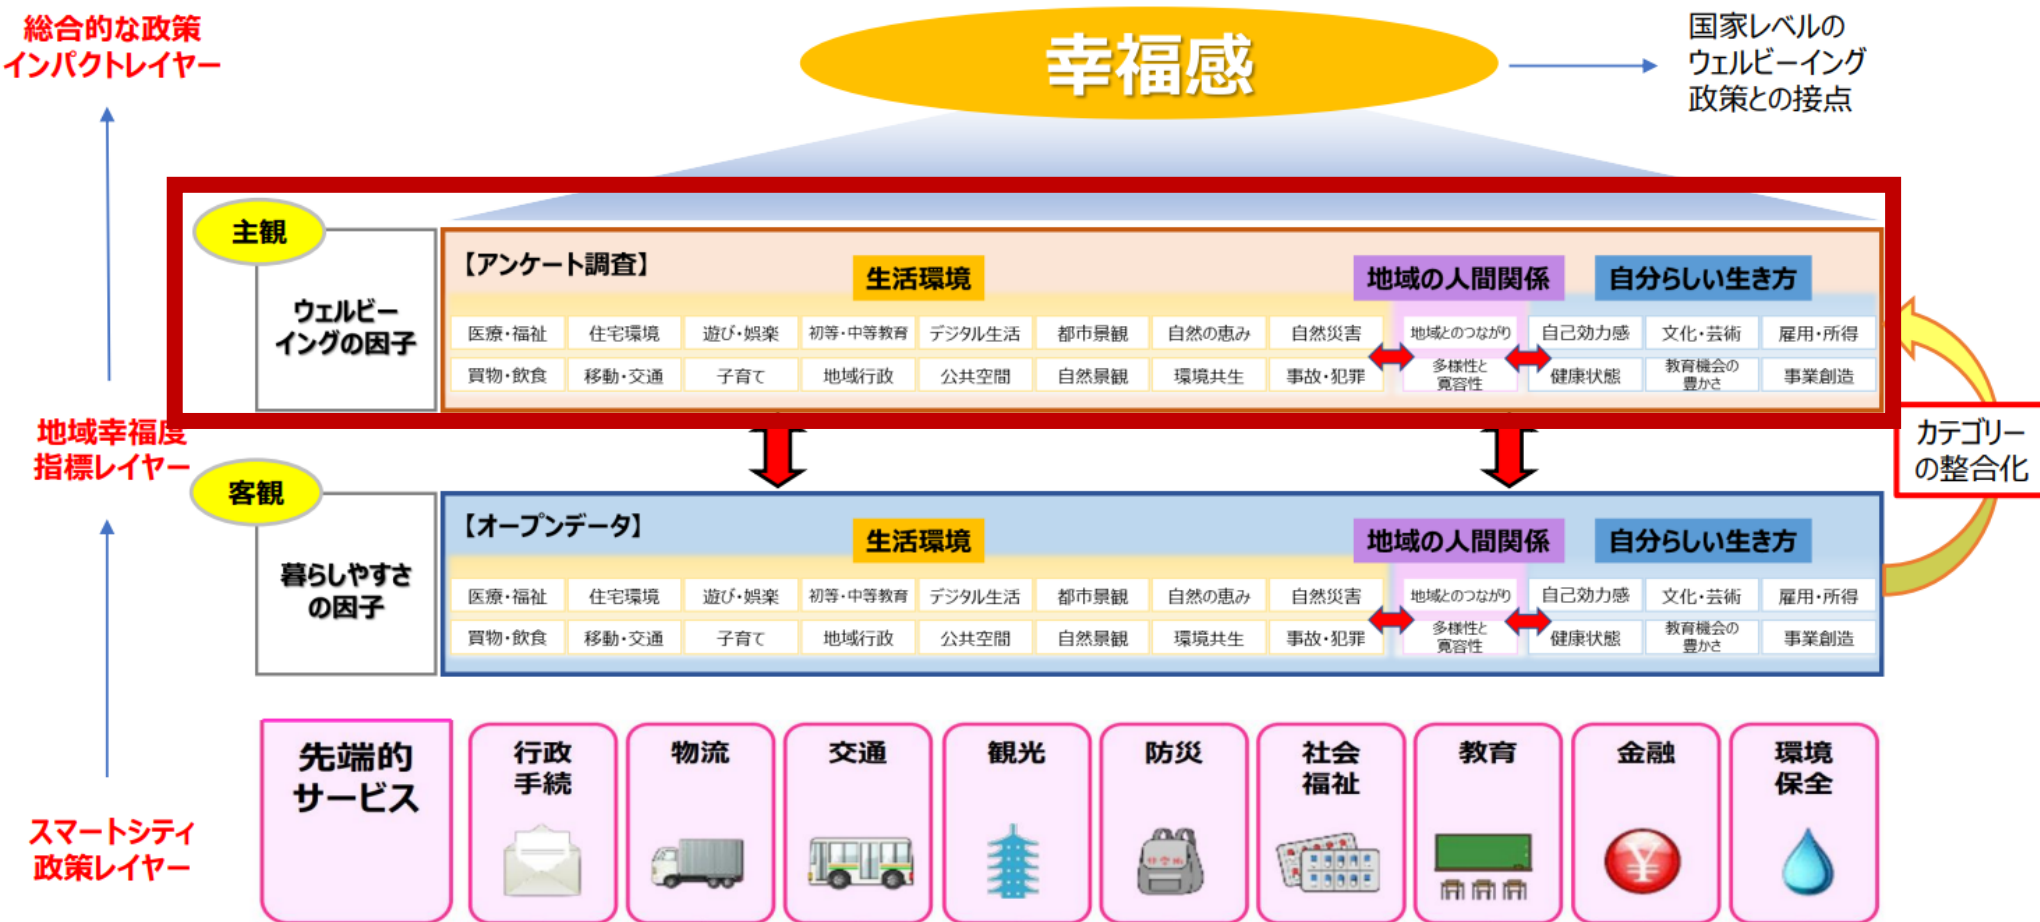 総合的な政策
インパクトレイヤー
幸福感
国家レベルの
ウェルビーイング
政策との接点
主観
ウェルビー
イングの因子
【アンケート調査】
生活環境
地域の人間関係
自分らしい生き方
医療・福祉 住宅環境 遊び・娯楽 初等・中等教育 デジタル生活 都市景観 自然の恵み 自然災害 地域とのつながり 自己効力感 文化・芸術 雇用・所得
買物・飲食 移動・交通 子育て 地域行政 公共空間 自然景観 環境共生 事故・犯罪 多様性と
寛容性 健康状態 教育機会の
豊かさ 事業創造
地域幸福度
指標レイヤー
カテゴリー
の整合化
客観
暮らしやすさ
の因子
【オープンデータ】
生活環境
地域の人間関係
自分らしい生き方
医療・福祉 住宅環境 遊び・娯楽 初等・中等教育 デジタル生活 都市景観 自然の恵み 自然災害 地域とのつながり 自己効力感 文化・芸術 雇用・所得
買物・飲食 移動・交通 子育て 地域行政 公共空間 自然景観 環境共生 事故・犯罪 多様性と
寛容性 健康状態 教育機会の
豊かさ 事業創造
スマートシティ
政策レイヤー
先端的
サービス
行政
手続
物流
交通
観光
防災
社会
福祉
教育
金融
環境
保全